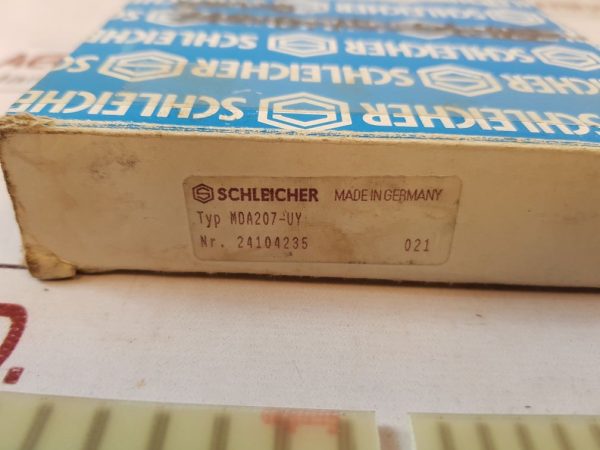 SCHLEICHER
SCHLEICHER
SCHLEICHER
SCHLEICHER
SCHLEICHER MADE IN GERMANY
Typ MDA207-UY
Nr. 24104235 021